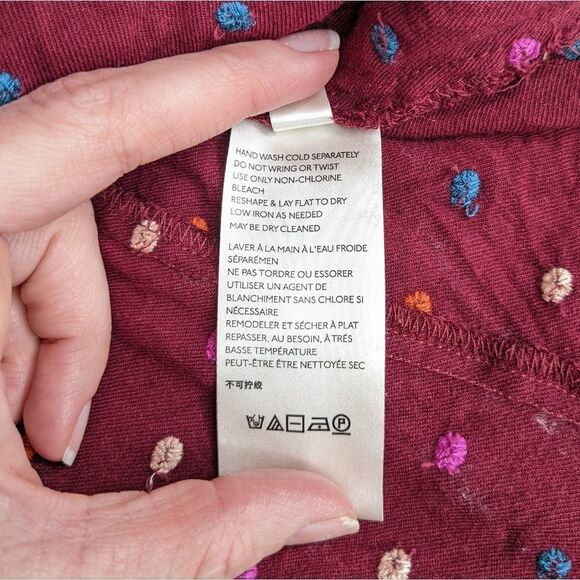 HAND WASH COLD SEPARATELY
DO NOT WRING OR TWIST
USE ONLY NON-CHLORINE
BLEACH
RESHAPE & LAY FLAT TO DRY
LOW IRON AS NEEDED
MAY BE DRY CLEANED
LAVER À LA MAIN À L'EAU FROIDE
SÉPARÉMEN
NE PAS TORDRE OU ESSORER
UTILISER UN AGENT DE
BLANCHIMENT SANS CHLORE SI
NÉCESSAIRE
REMODELER ET SÉCHER À PLAT
REPASSER, AU BESOIN, À TRÉS
BASSE TEMPÉRATURE
PEUT-ÊTRE ÊTRE NETTOYÉE SEC
不可拧绞